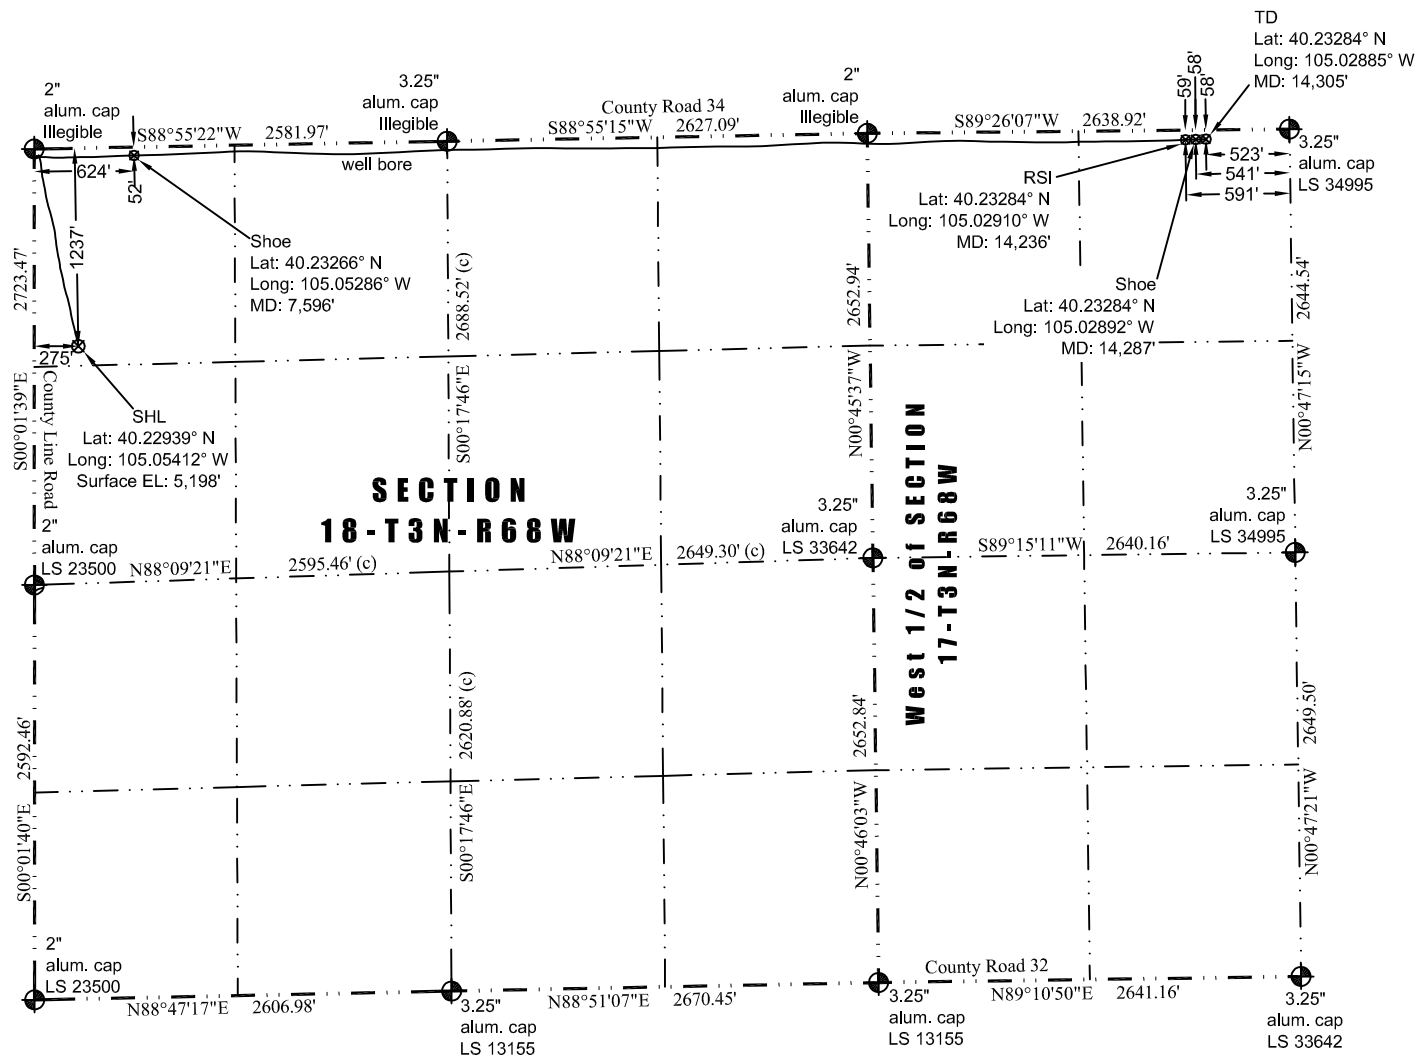 TD
Lat: 40.23284° N
Long: 105.02885° W
MD: 14,305'
2"
alum. cap
Illegible
3.25"
alum. cap
Illegible
2"
alum. cap
Illegible
59'
58'
58'
County Road 34
S88°55'22"W 2581.97'
S88°55'15"W 2627.09'
S89°26'07"W 2638.92'
3.25"
alum. cap
LS 34995
well bore
624'
52'
523'
541'
591'
RSI
Lat: 40.23284° N
Long: 105.02910° W
MD: 14,236'
1237'
Shoe
Lat: 40.23266° N
Long: 105.05286° W
MD: 7,596'
Shoe
Lat: 40.23284° N
Long: 105.02892° W
MD: 14,287'
S00°01'39"E 2723.47'
S00°17'46"E 2688.52' (c)
N00°45'37"W 2652.94'
N00°47'15"W 2644.54'
275'
County Line Road
SHL
Lat: 40.22939° N
Long: 105.05412° W
Surface EL: 5,198'
SECTION
18-T3N-R68W
West 1/2 of SECTION
17-T3N-R68W
2"
alum. cap
LS 23500
3.25"
alum. cap
LS 33642
3.25"
alum. cap
LS 34995
N88°09'21"E 2595.46' (c)
N88°09'21"E 2649.30' (c)
S89°15'11"W 2640.16'
S00°01'40"E 2592.46'
S00°17'46"E 2620.88' (c)
N00°46'03"W 2652.84'
N00°47'21"W 2649.50'
2"
alum. cap
LS 23500
County Road 32
N88°47'17"E 2606.98'
N88°51'07"E 2670.45'
N89°10'50"E 2641.16'
3.25"
alum. cap
LS 13155
3.25"
alum. cap
LS 13155
3.25"
alum. cap
LS 33642